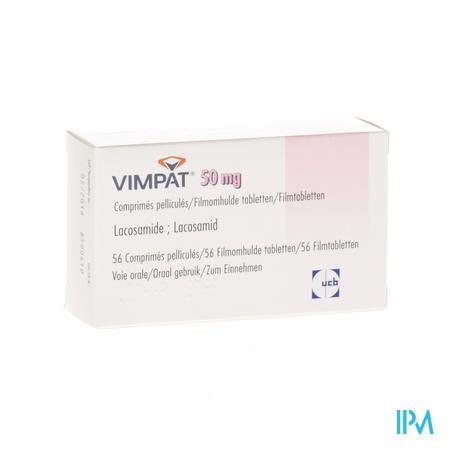 VIMPAT® 50 mg
Comprimés pelliculés/Filmomhulde tabletten/Filmtabletten
Lacosamide ; Lacosamid
56 Comprimés pelliculés/56 Filmomhulde tabletten/56 Filmtabletten
Voie orale/Oraal gebruik/Zum Einnehmen
ucb
IPM